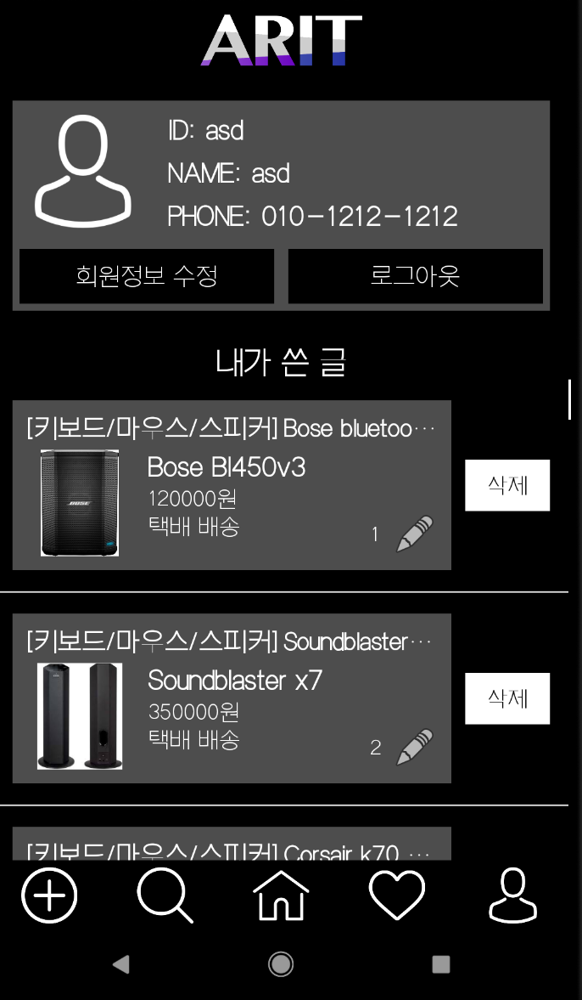 ARIT
ID: asd
NAME: asd
PHONE: 010-1212-1212
회원정보 수정
로그아웃
내가 쓴 글
[키보드/마우스/스피커] Bose bluetoo…
BOSE
Bose Bl450v3
120000원
택배 배송
1
삭제
[키보드/마우스/스피커] Soundblaster…
Soundblaster x7
350000원
택배 배송
2
삭제
[키보드/마우스/스피커] Corsair k70 …